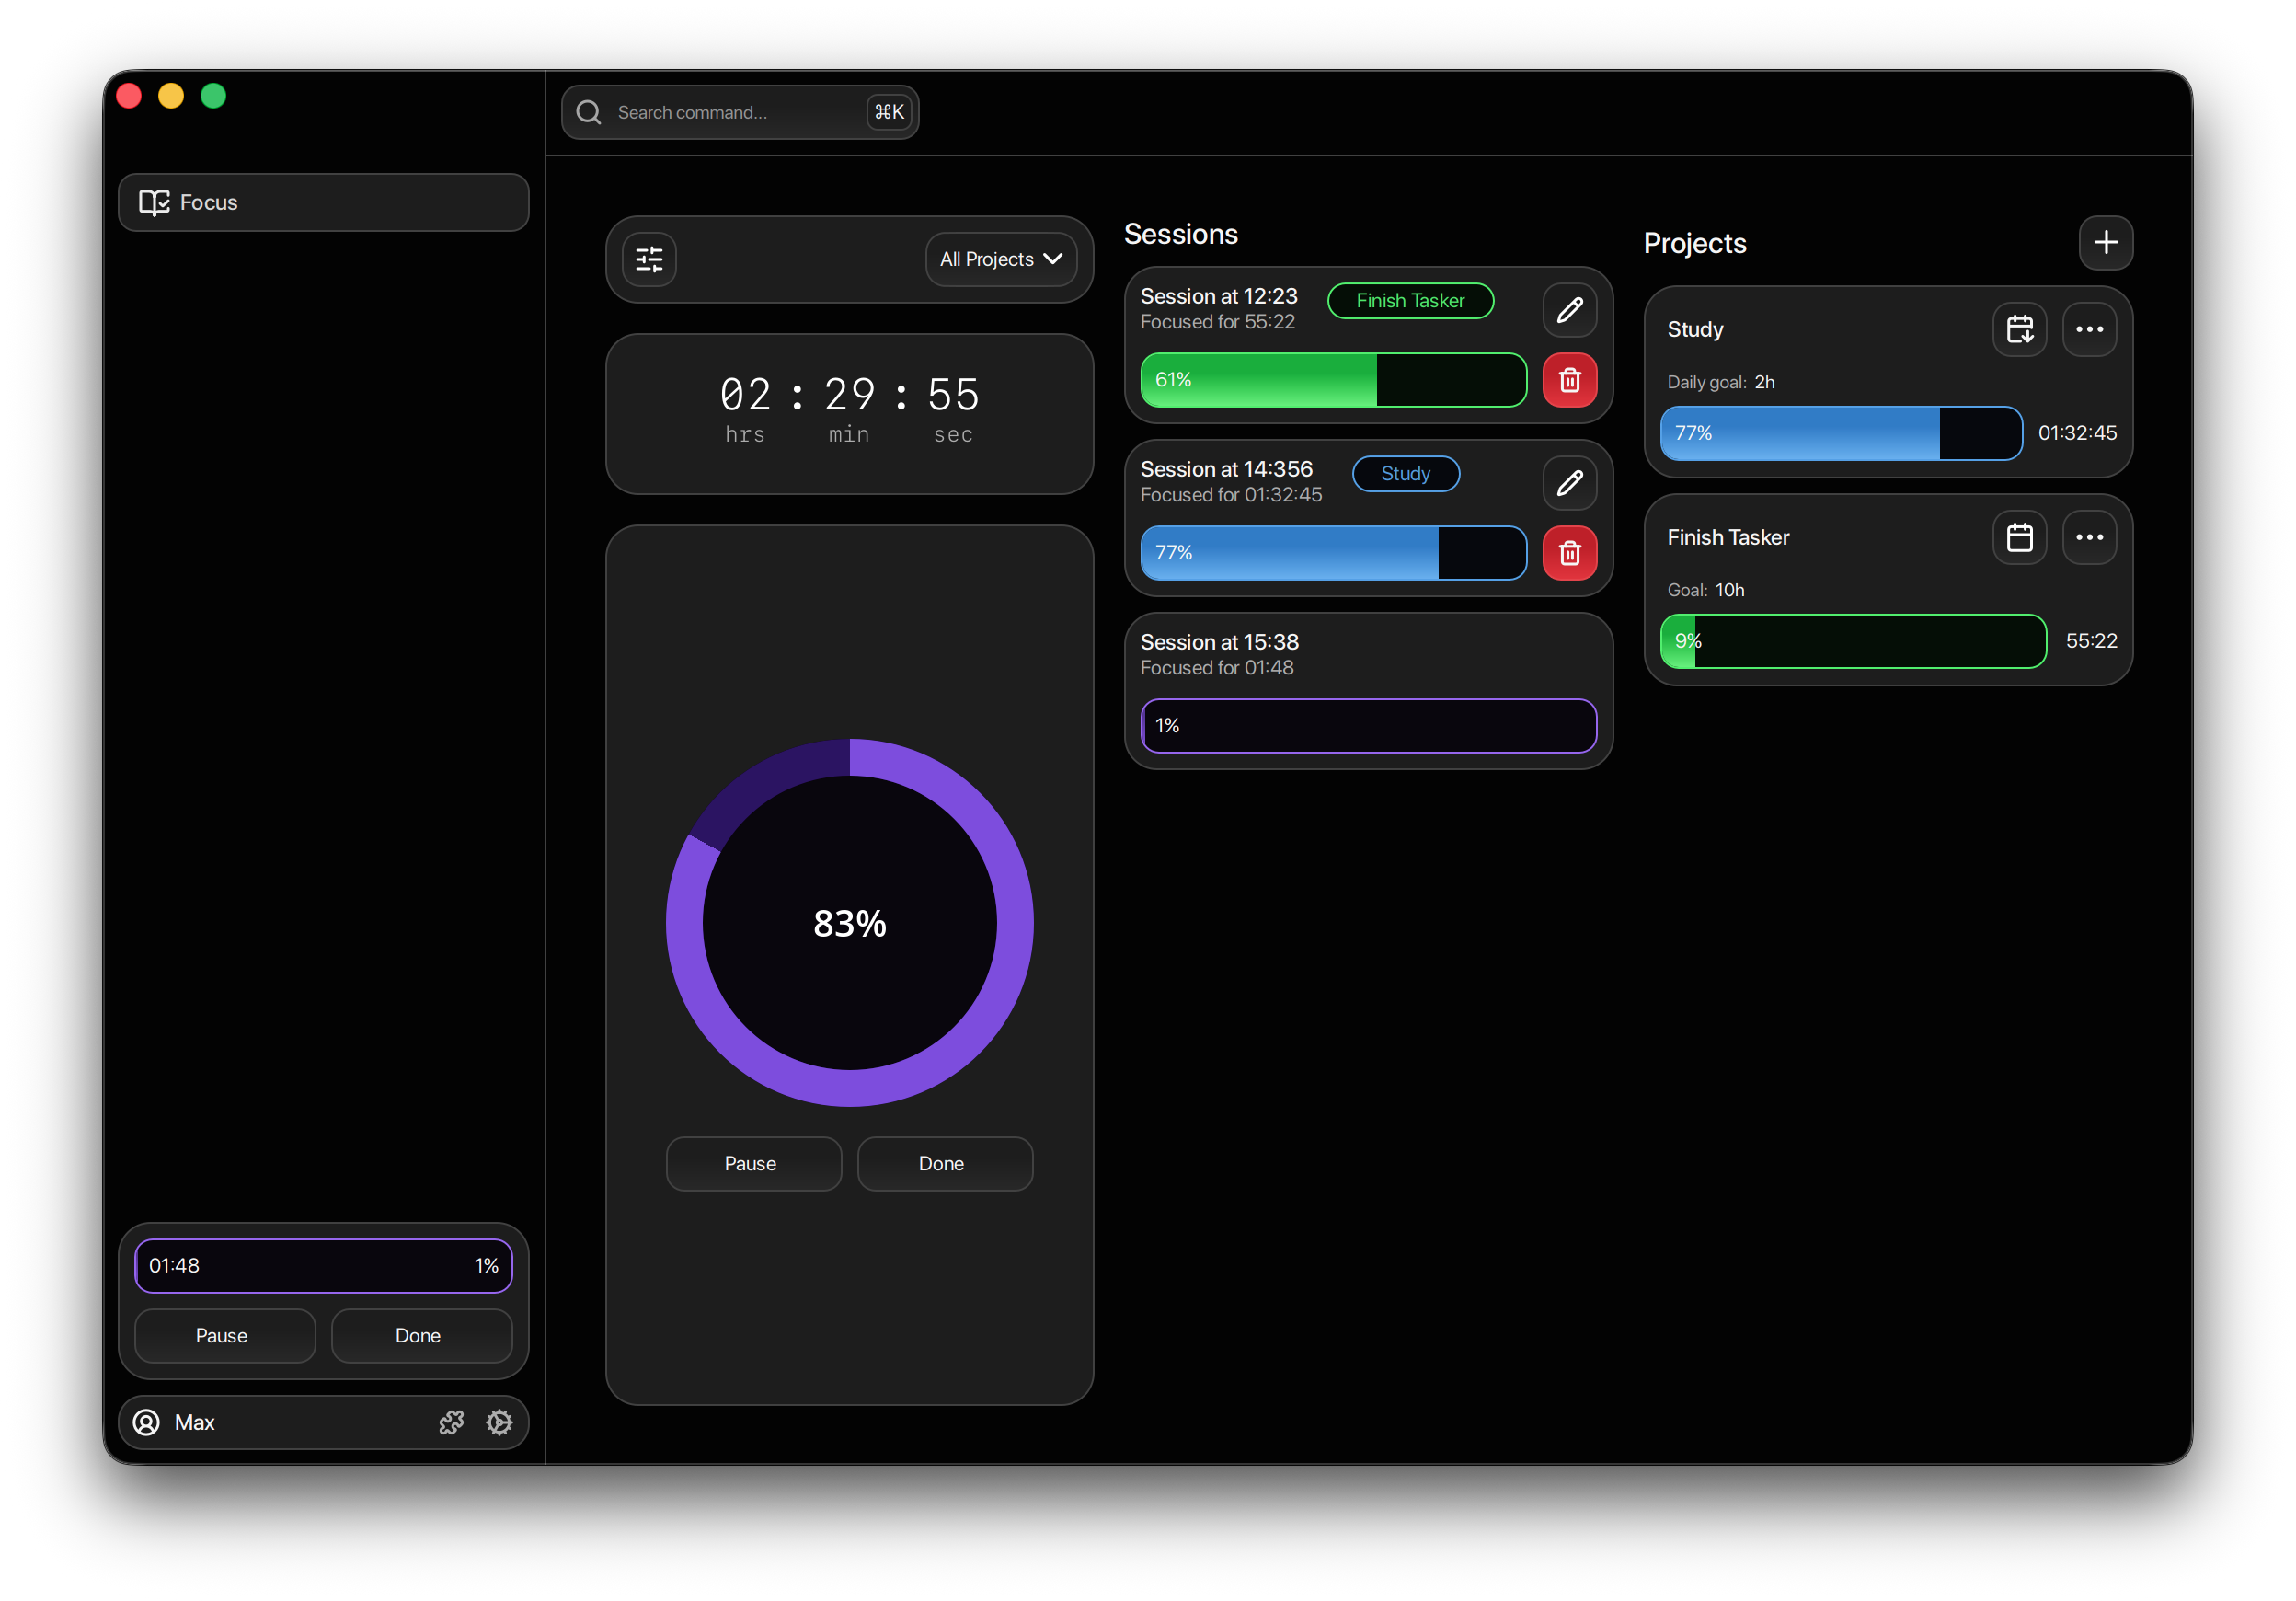 Search command...
⌘K
Focus
All Projects
02 : 29 : 55
hrs min sec
83%
Pause Done
Sessions
Session at 12:23
Finish Tasker
Focused for 55:22
61%
Session at 14:356
Study
Focused for 01:32:45
77%
Session at 15:38
Focused for 01:48
1%
Projects
Study
Daily goal: 2h
77%
01:32:45
Finish Tasker
Goal: 10h
9%
55:22
01:48 1%
Pause Done
Max